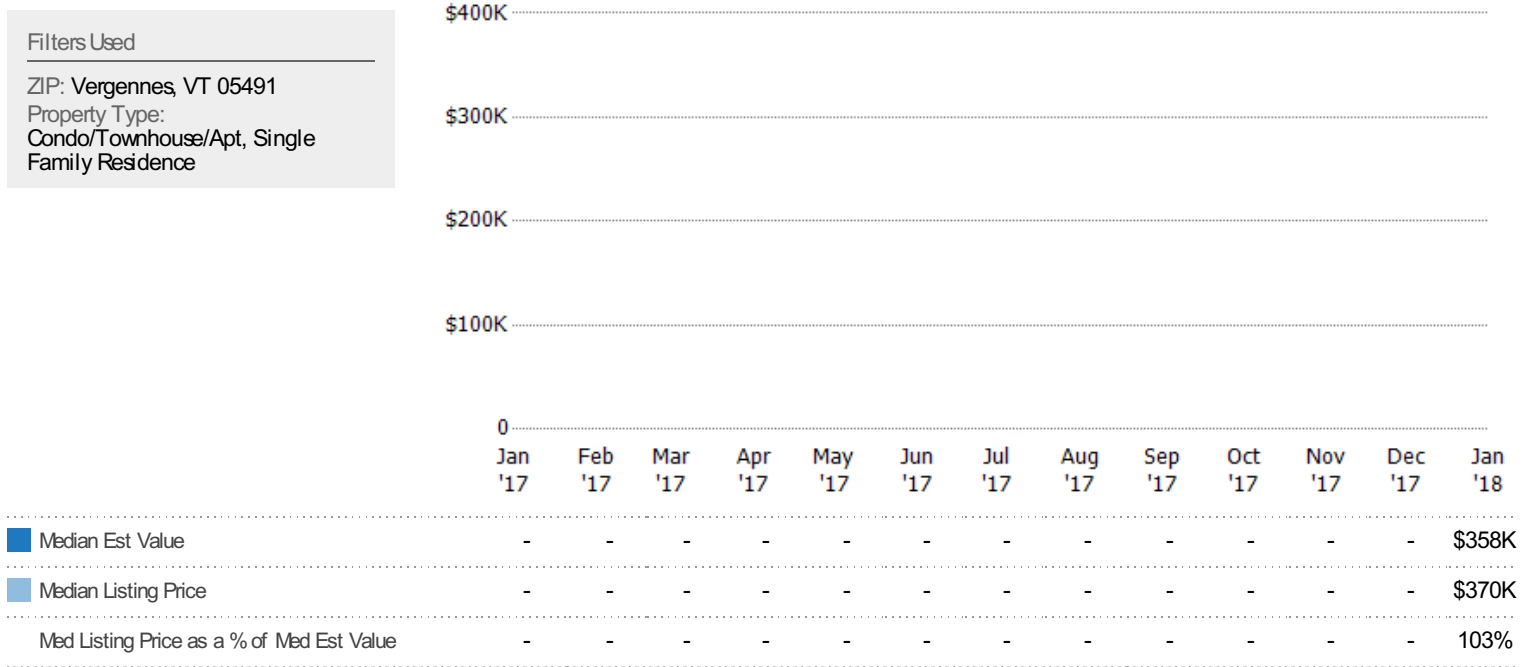 Filters Used
ZIP: Vergennes, VT 05491
Property Type:
Condo/Townhouse/Apt, Single
Family Residence
$400K
$300K
$200K
$100K
0
Jan Feb Mar Apr May Jun Jul Aug Sep Oct Nov Dec Jan
'17 '17 '17 '17 '17 '17 '17 '17 '17 '17 '17 '17 '18
Median Est Value - - - - - - - - - - - - $358K
Median Listing Price - - - - - - - - - - - - $370K
Med Listing Price as a % of Med Est Value - - - - - - - - - - - - 103%